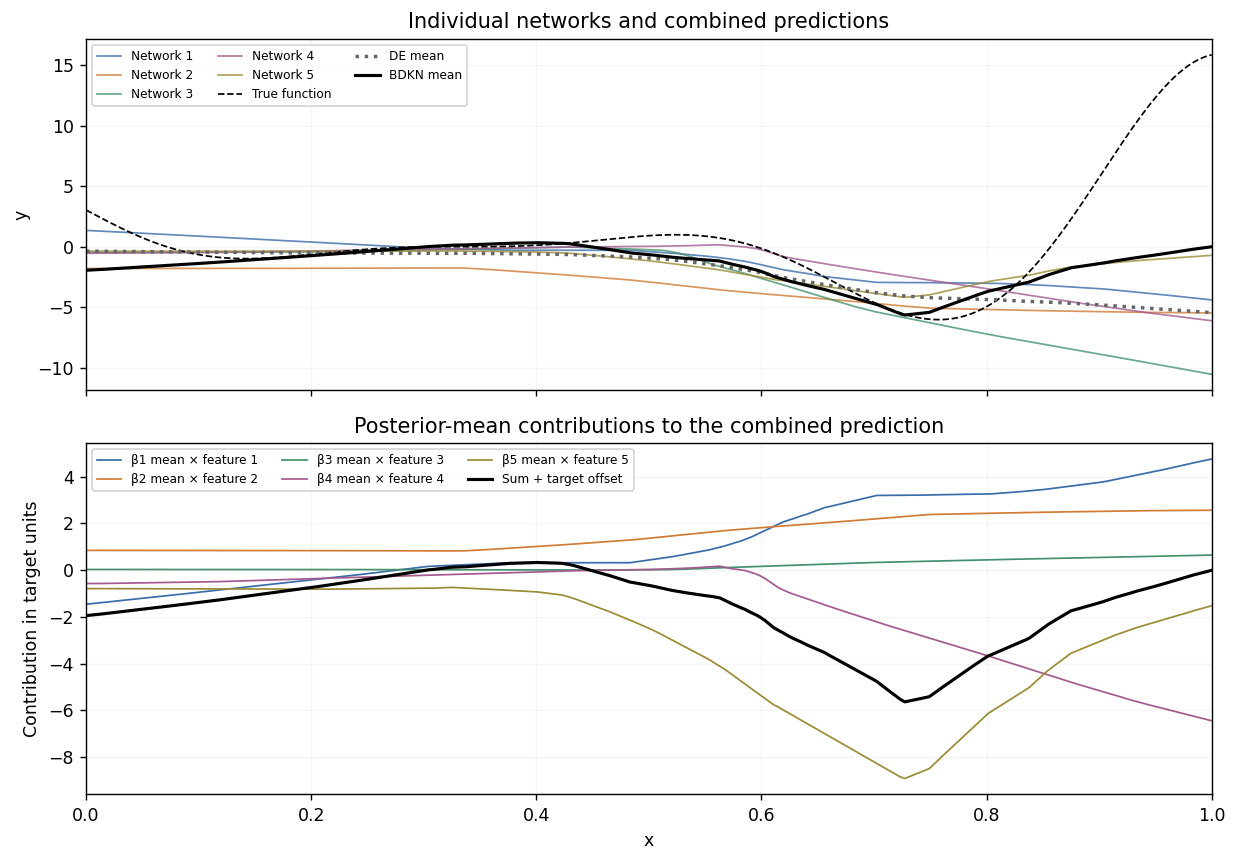 Individual networks and combined predictions
Network 1
Network 2
Network 3
Network 4
Network 5
True function
DE mean
BDKN mean
15
10
5
0
−5
−10
y
Posterior-mean contributions to the combined prediction
β1 mean × feature 1
β2 mean × feature 2
β3 mean × feature 3
β4 mean × feature 4
β5 mean × feature 5
Sum + target offset
4
2
0
−2
−4
−6
−8
Contribution in target units
0.0
0.2
0.4
0.6
0.8
1.0
x